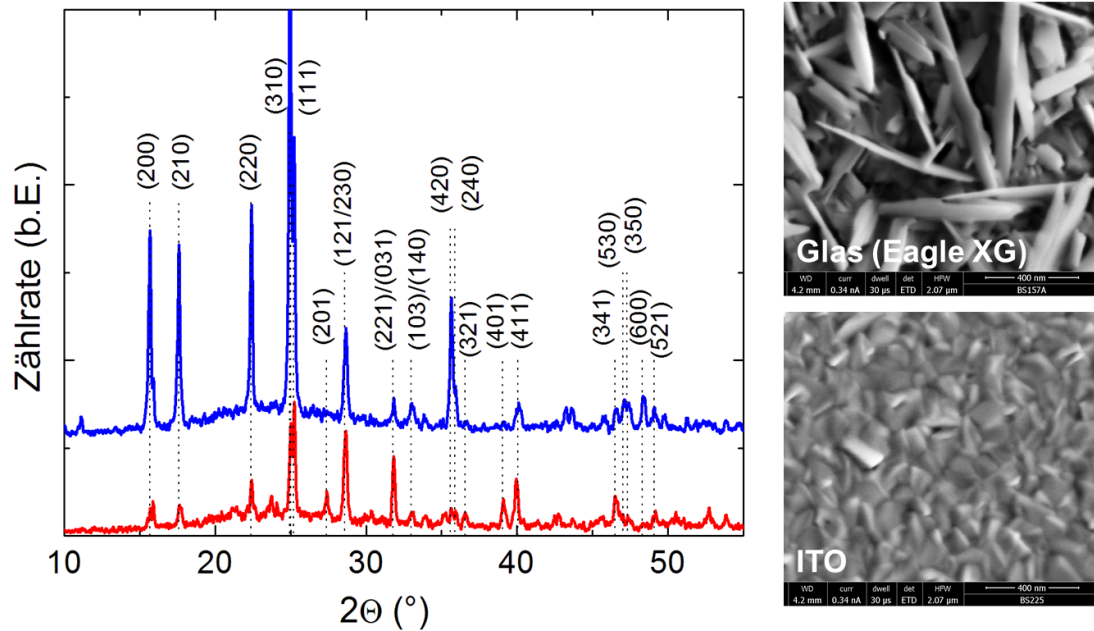 Zählrate (b.E.)
(200)
(210)
(220)
(310)
(111)
(201)
(121/230)
(221)/(031)
(103)/(140)
(420)
(240)
(321)
(401)
(411)
(341)
(530)
(350)
(600)
(521)
10 20 30 40 50
2Θ (°)
Glas (Eagle XG)
WD curr dwell det HFW 400 nm
4.2 mm 0.34 nA 30 µs ETD 2.07 µm BS157A
ITO
WD curr dwell det HFW 400 nm
4.2 mm 0.34 nA 30 µs ETD 2.07 µm BS225